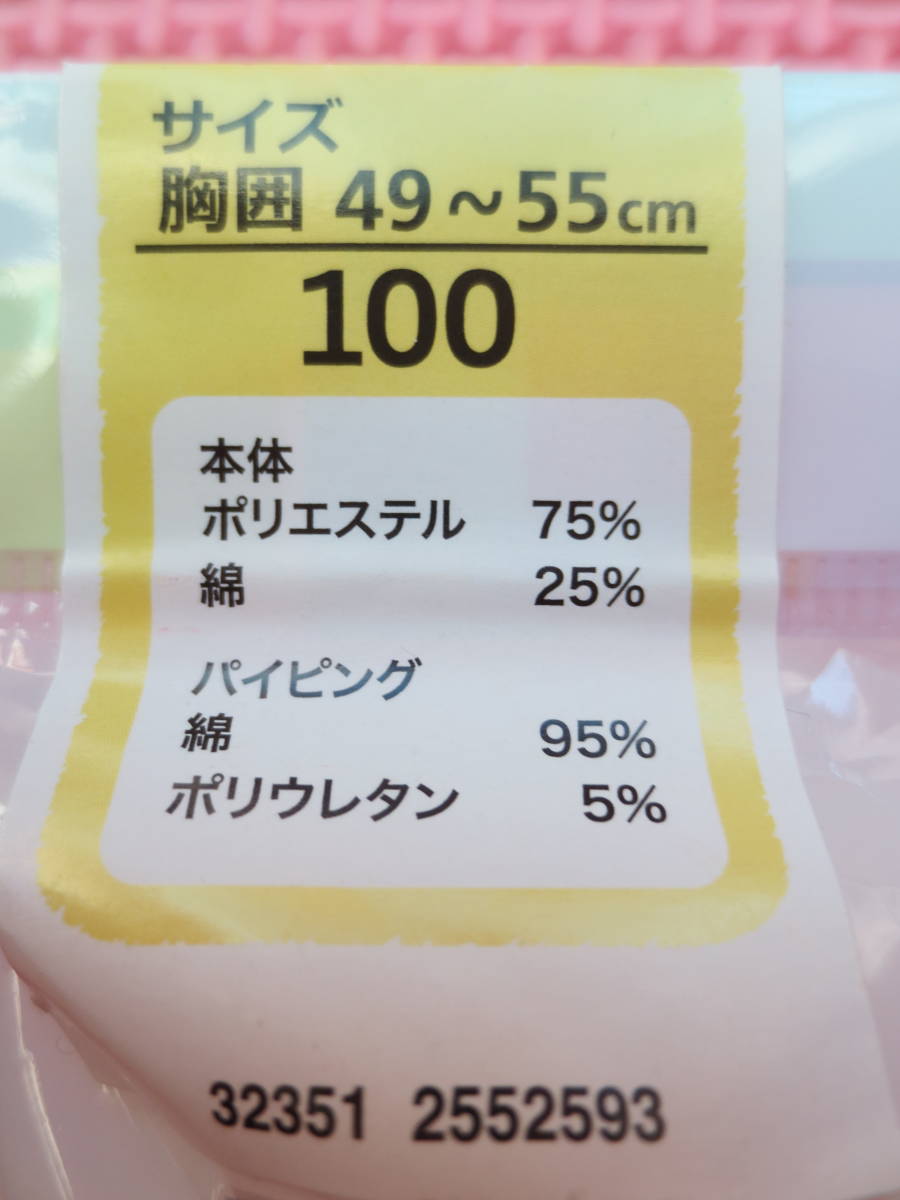 サイズ
胸囲 49～55cm
100
本体
ポリエステル 75%
綿 25%
パイピング
綿 95%
ポリウレタン 5%
32351 2552593